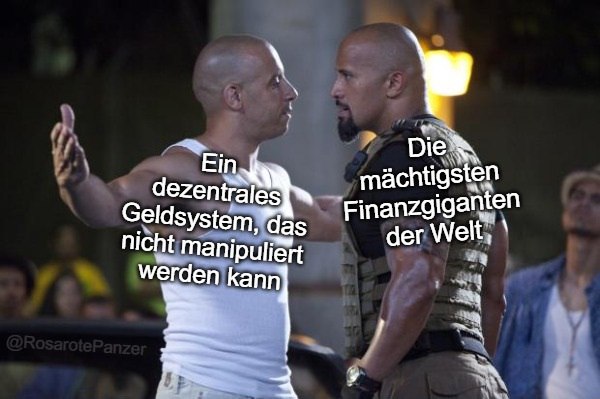 Ein
dezentrales
Geldsystem, das
nicht manipuliert
werden kann
Die
mächtigsten
Finanzgiganten
der Welt
@RosarotePanzer